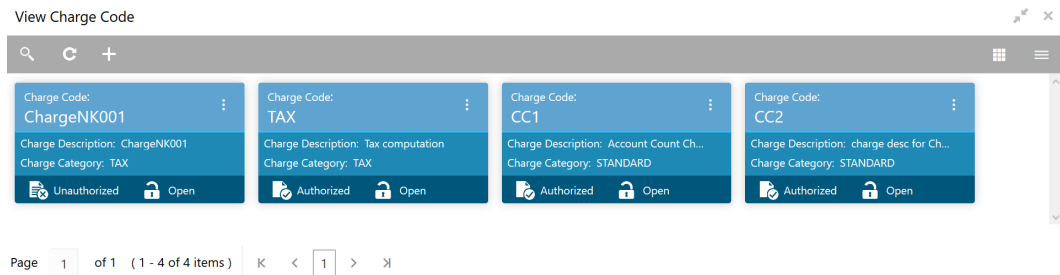 View Charge Code
Charge Code:
ChargeNK001
Charge Description: ChargeNK001
Charge Category: TAX
Unauthorized Open
Charge Code:
TAX
Charge Description: Tax computation
Charge Category: TAX
Authorized Open
Charge Code:
CC1
Charge Description: Account Count Ch...
Charge Category: STANDARD
Authorized Open
Charge Code:
CC2
Charge Description: charge desc for Ch...
Charge Category: STANDARD
Authorized Open
Page 1 of 1 ( 1 - 4 of 4 items ) 1